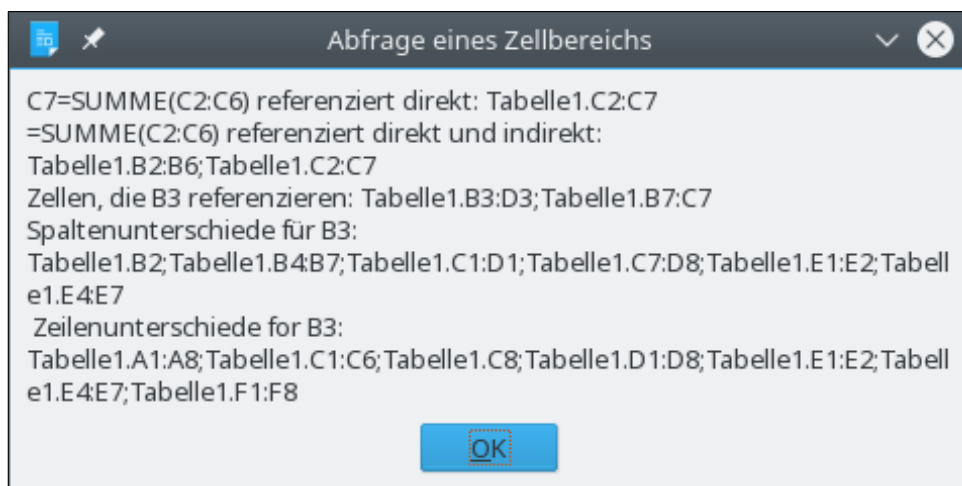 Abfrage eines Zellbereichs
C7=SUMME(C2:C6) referenziert direkt: Tabelle1.C2:C7
=SUMME(C2:C6) referenziert direkt und indirekt:
Tabelle1.B2:B6;Tabelle1.C2:C7
Zellen, die B3 referenzieren: Tabelle1.B3:D3;Tabelle1.B7:C7
Spaltenunterschiede für B3:
Tabelle1.B2;Tabelle1.B4:B7;Tabelle1.C1:D1;Tabelle1.C7:D8;Tabelle1.E1:E2;Tabell
e1.E4:E7
Zeilenunterschiede for B3:
Tabelle1.A1:A8;Tabelle1.C1:C6;Tabelle1.C8;Tabelle1.D1:D8;Tabelle1.E1:E2;Tabell
e1.E4:E7;Tabelle1.F1:F8
OK